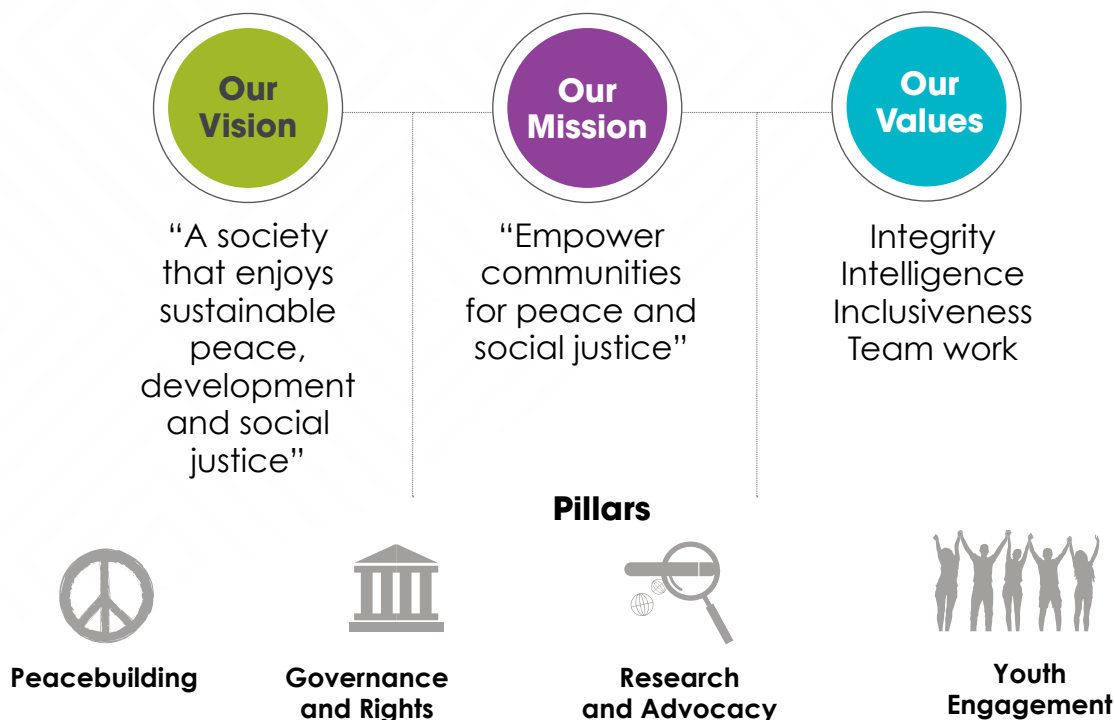 Our
Vision
Our
Mission
Our
Values
“A society
that enjoys
sustainable
peace,
development
and social
justice”
“Empower
communities
for peace and
social justice”
Integrity
Intelligence
Inclusiveness
Team work
Pillars
Peacebuilding
Governance
and Rights
Research
and Advocacy
Youth
Engagement